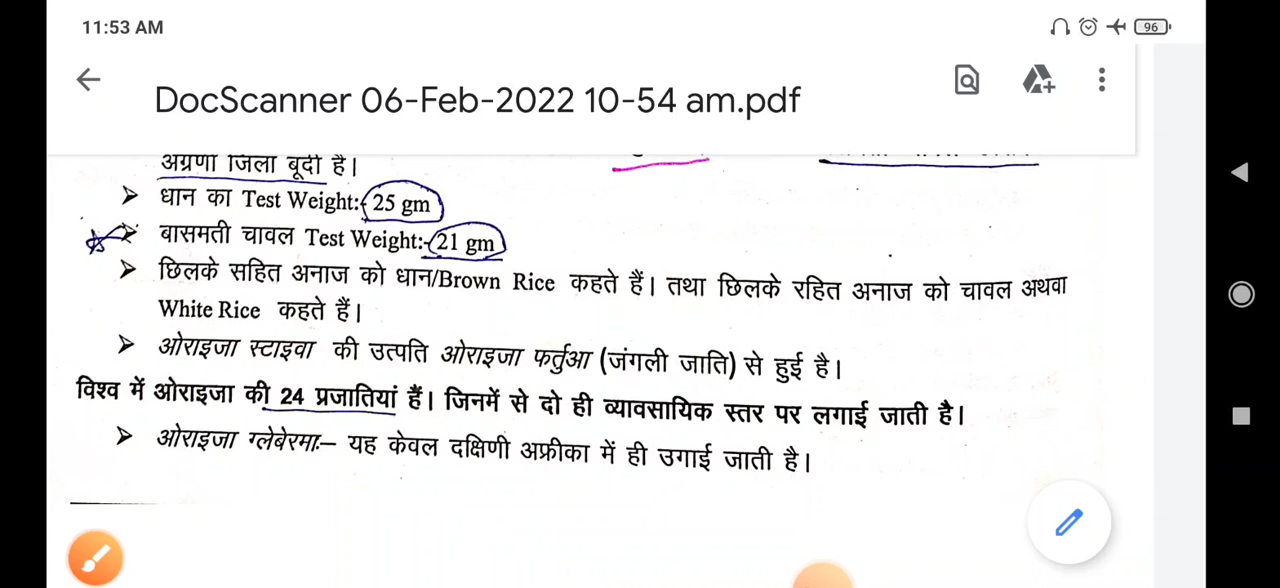 11:53 AM
96
DocScanner 06-Feb-2022 10-54 am.pdf
अग्रणी जिला बूंदी है।
➤ धान का Test Weight:- 25 gm
➤ बासमती चावल Test Weight:- 21 gm
➤ छिलके सहित अनाज को धान/Brown Rice कहते हैं। तथा छिलके रहित अनाज को चावल अथवा
White Rice कहते हैं।
➤ ओराइजा स्टाइवा की उत्पति ओराइजा फर्तुआ (जंगली जाति) से हुई है।
विश्व में ओराइजा की 24 प्रजातियां हैं। जिनमें से दो ही व्यावसायिक स्तर पर लगाई जाती है।
➤ ओराइजा ग्लेबेरमाः– यह केवल दक्षिणी अफ्रीका में ही उगाई जाती है।